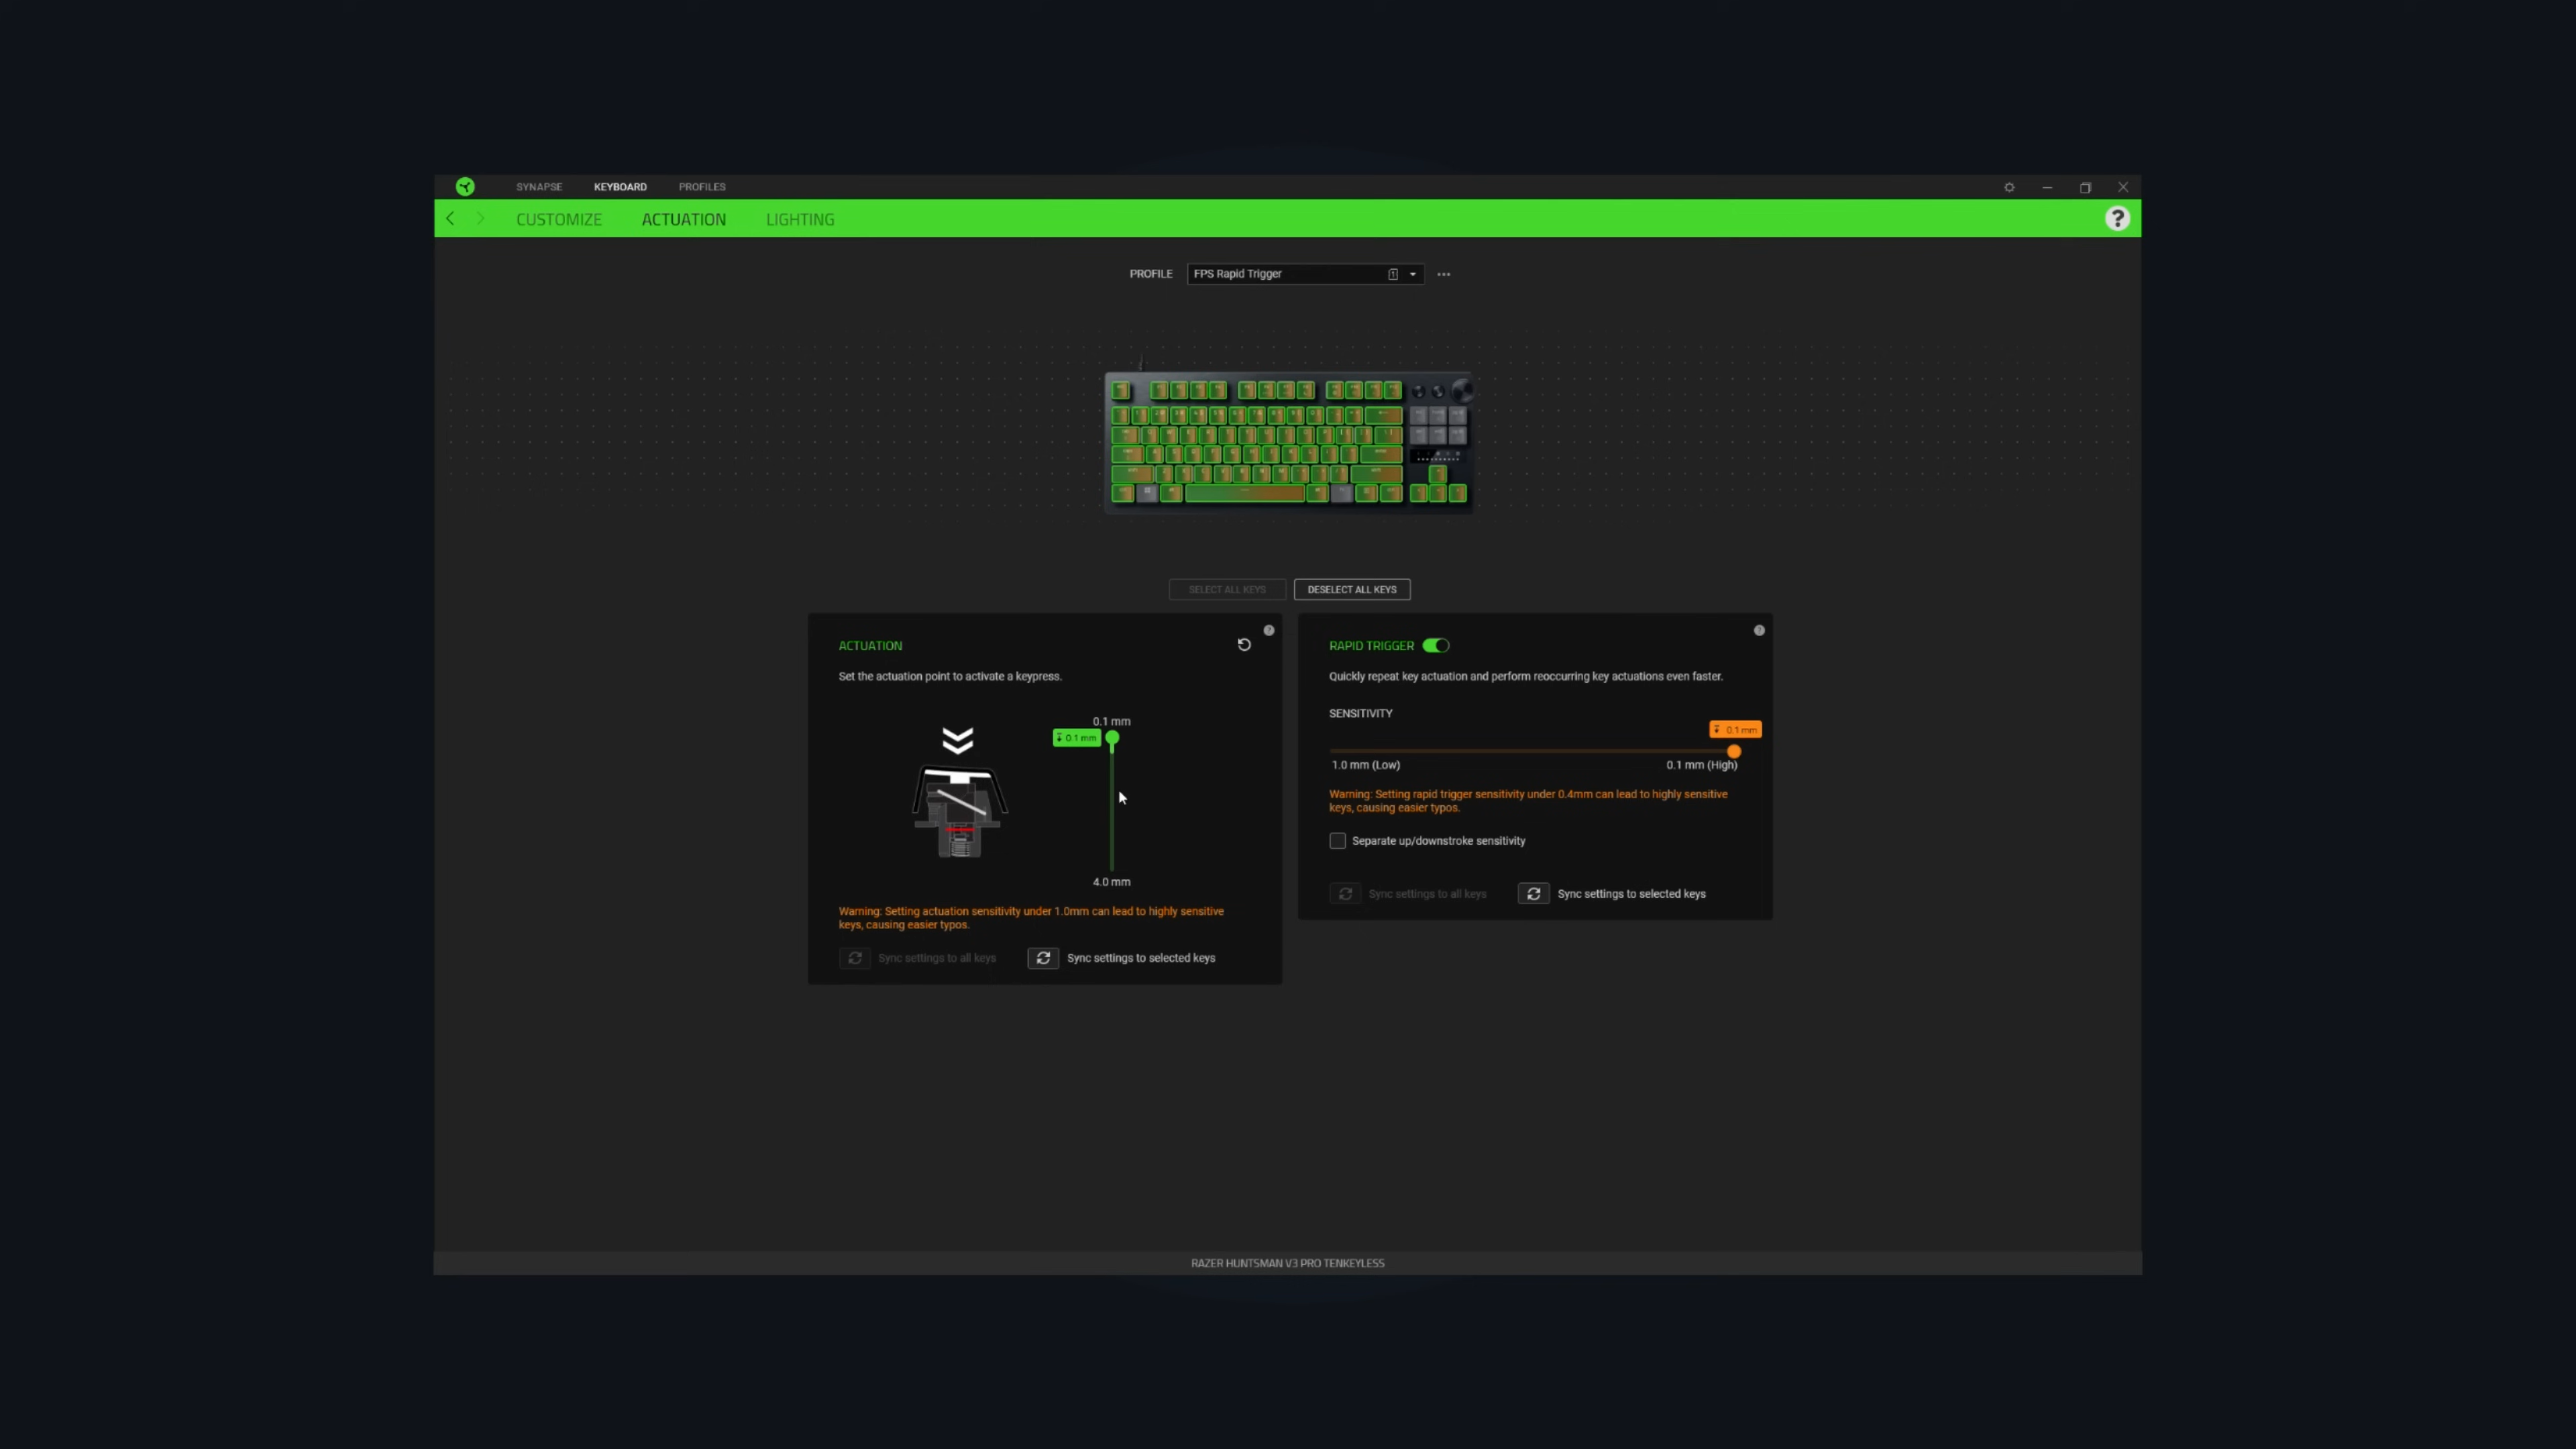 SYNAPSE KEYBOARD PROFILES
CUSTOMIZE ACTUATION LIGHTING
?
PROFILE FPS Rapid Trigger
SELECT ALL KEYS DESELECT ALL KEYS
ACTUATION
Set the actuation point to activate a keypress.
0.1 mm
0.1 mm
4.0 mm
Warning: Setting actuation sensitivity under 1.0mm can lead to highly sensitive
keys, causing easier typos.
Sync settings to all keys Sync settings to selected keys
RAPID TRIGGER
Quickly repeat key actuation and perform reoccurring key actuations even faster.
SENSITIVITY
0.1 mm
1.0 mm (Low) 0.1 mm (High)
Warning: Setting rapid trigger sensitivity under 0.4mm can lead to highly sensitive
keys, causing easier typos.
Separate up/downstroke sensitivity
Sync settings to all keys Sync settings to selected keys
RAZER HUNTSMAN V3 PRO TENKEYLESS